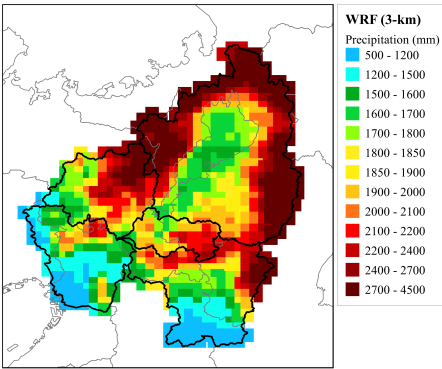 WRF (3-km)
Precipitation (mm)
500 - 1200
1200 - 1500
1500 - 1600
1600 - 1700
1700 - 1800
1800 - 1850
1850 - 1900
1900 - 2000
2000 - 2100
2100 - 2200
2200 - 2400
2400 - 2700
2700 - 4500